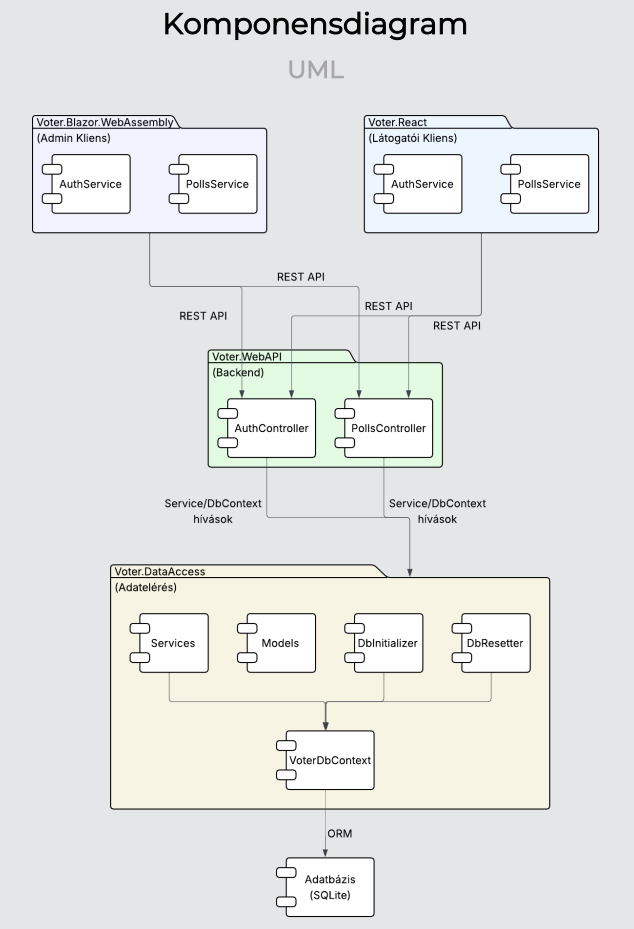 Komponensdiagram
UML
Voter.Blazor.WebAssembly
(Admin Kliens)
AuthService
PollsService
Voter.React
(Látogatói Kliens)
AuthService
PollsService
REST API
REST API
REST API
REST API
Voter.WebAPI
(Backend)
AuthController
PollsController
Service/DbContext
hívások
Service/DbContext
hívások
Voter.DataAccess
(Adatelérés)
Services
Models
DbInitializer
DbResetter
VoterDbContext
ORM
Adatbázis
(SQLite)